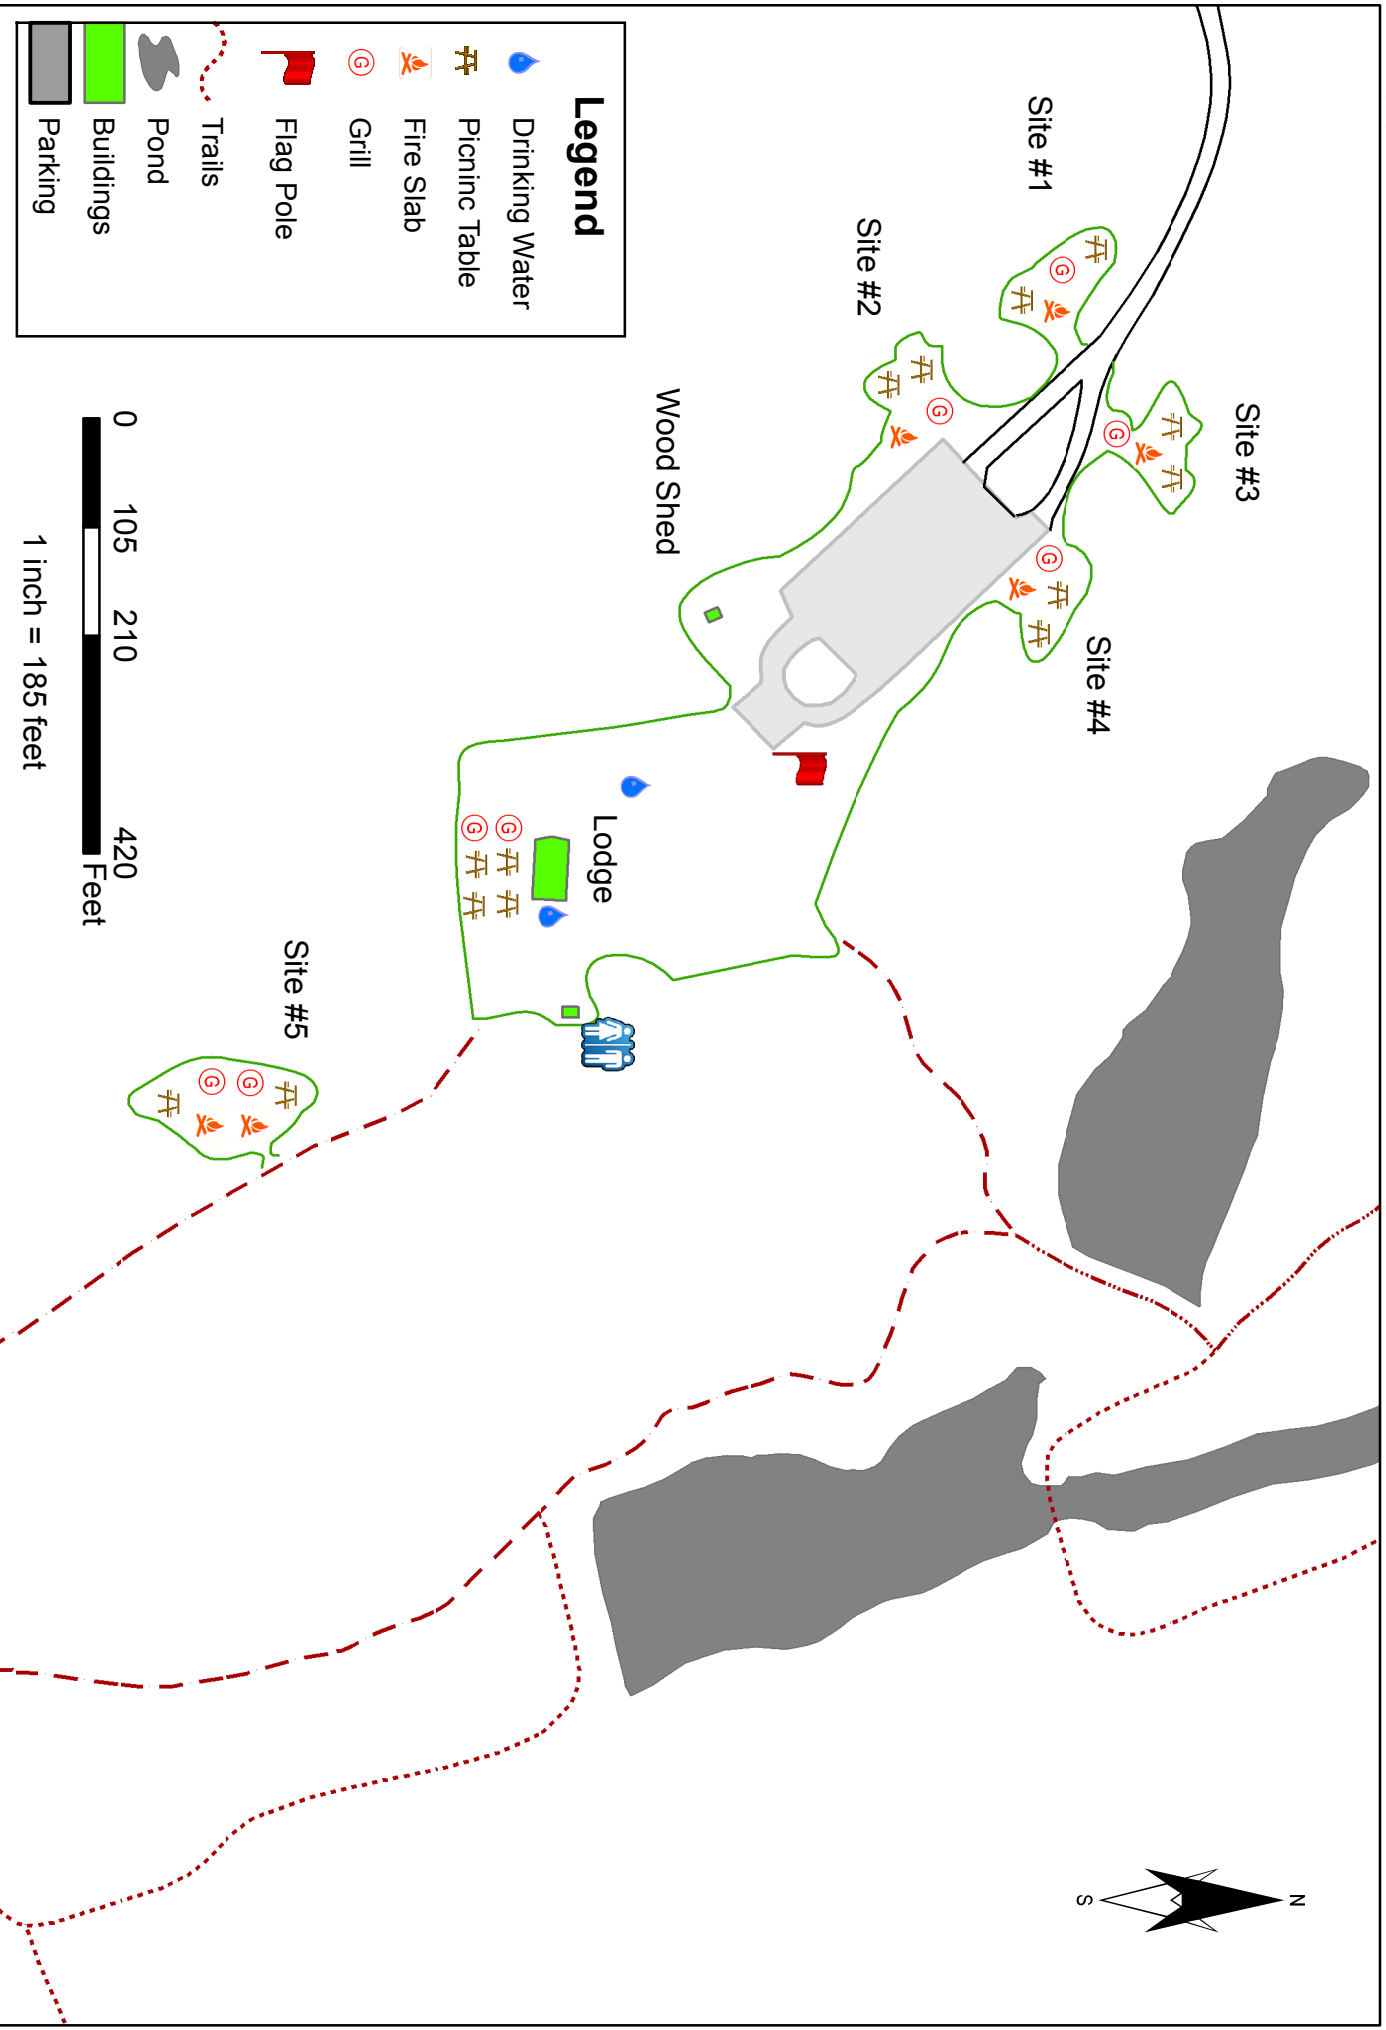 Site #1
Site #2
Site #3
Site #4
Wood Shed
Lodge
Site #5
Legend
Drinking Water
Picninc Table
Fire Slab
G Grill
Flag Pole
Trails
Pond
Buildings
Parking
0 105 210 420
Feet
1 inch = 185 feet
N
S
G
G
G
G
G
G
G
G